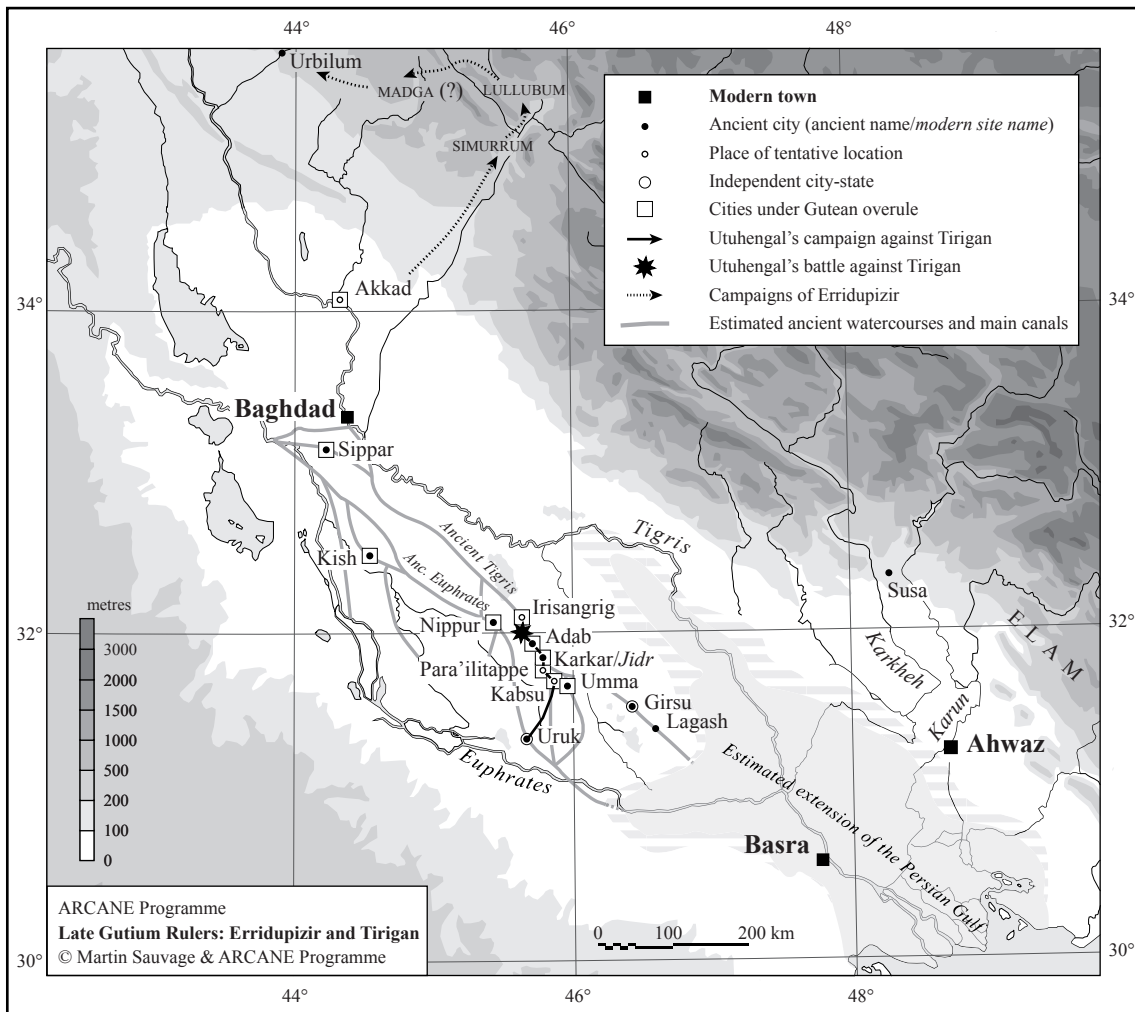 44°
46°
48°
Urbilum
MADGA (?)
LULLUBUM
SIMURRUM
Modern town
Ancient city (ancient name/modern site name)
Place of tentative location
Independent city-state
Cities under Gutean overule
Utuhengal's campaign against Tirigan
Utuhengal's battle against Tirigan
Campaigns of Erridupizir
Estimated ancient watercourses and main canals
34°
34°
Akkad
Baghdad
Sippar
Kish
Ancient Tigris
Anc. Euphrates
Tigris
Nippur
Irisangrig
Adab
Karkar/Jidr
Para'ilitappe
Kabsu
Umma
Girsu
Lagash
Uruk
Euphrates
Susa
ELAM
Karkheh
Karun
Ahwaz
32°
32°
Estimated extension of the Persian Gulf
Basra
metres
3000
2000
1500
1000
500
200
100
0
0 100 200 km
ARCANE Programme
Late Gutium Rulers: Erridupizir and Tirigan
© Martin Sauvage & ARCANE Programme
30°
30°
44°
46°
48°